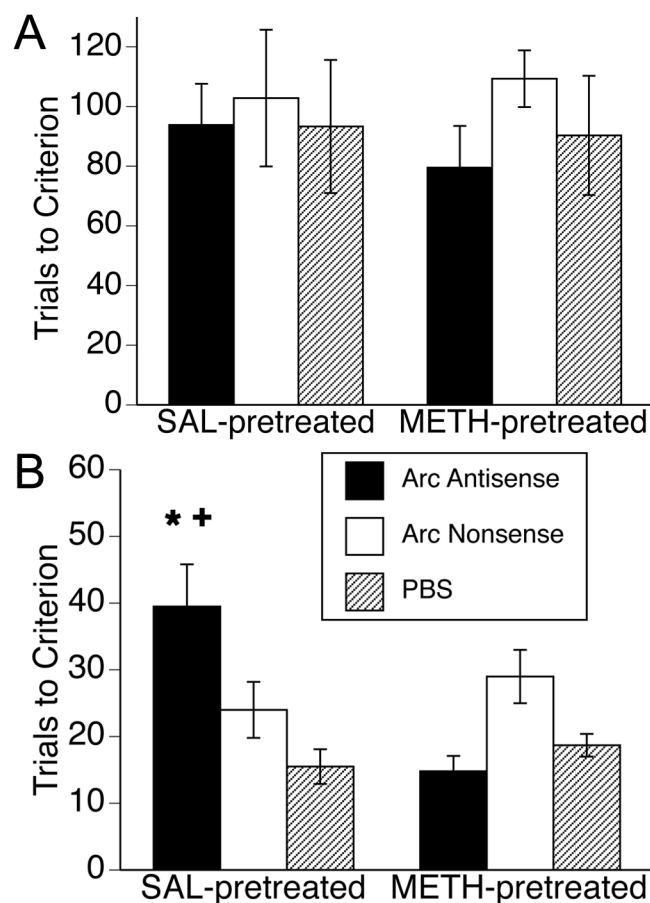 A
Trials to Criterion
120
100
80
60
40
20
0
SAL-pretreated METH-pretreated
B
Trials to Criterion
60
50
40
30
20
10
0
* +
Arc Antisense
Arc Nonsense
PBS
SAL-pretreated METH-pretreated